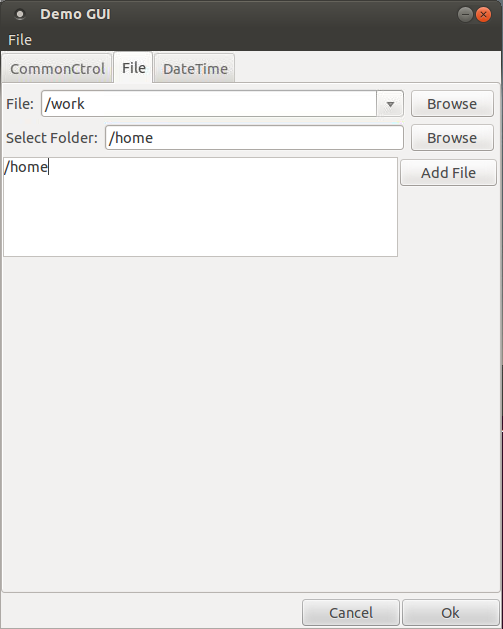 Demo GUI
File
CommonCtrol File DateTime
File: /work Browse
Select Folder: /home Browse
/home Add File
Cancel Ok